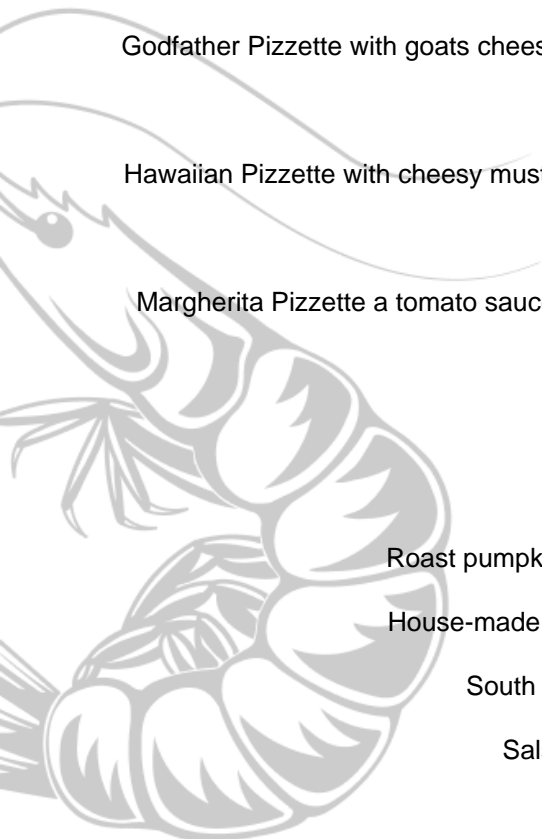 Godfather Pizzette with goats chees
Hawaiian Pizzette with cheesy must
Margherita Pizzette a tomato sauc
Roast pumpk
House-made
South
Sal